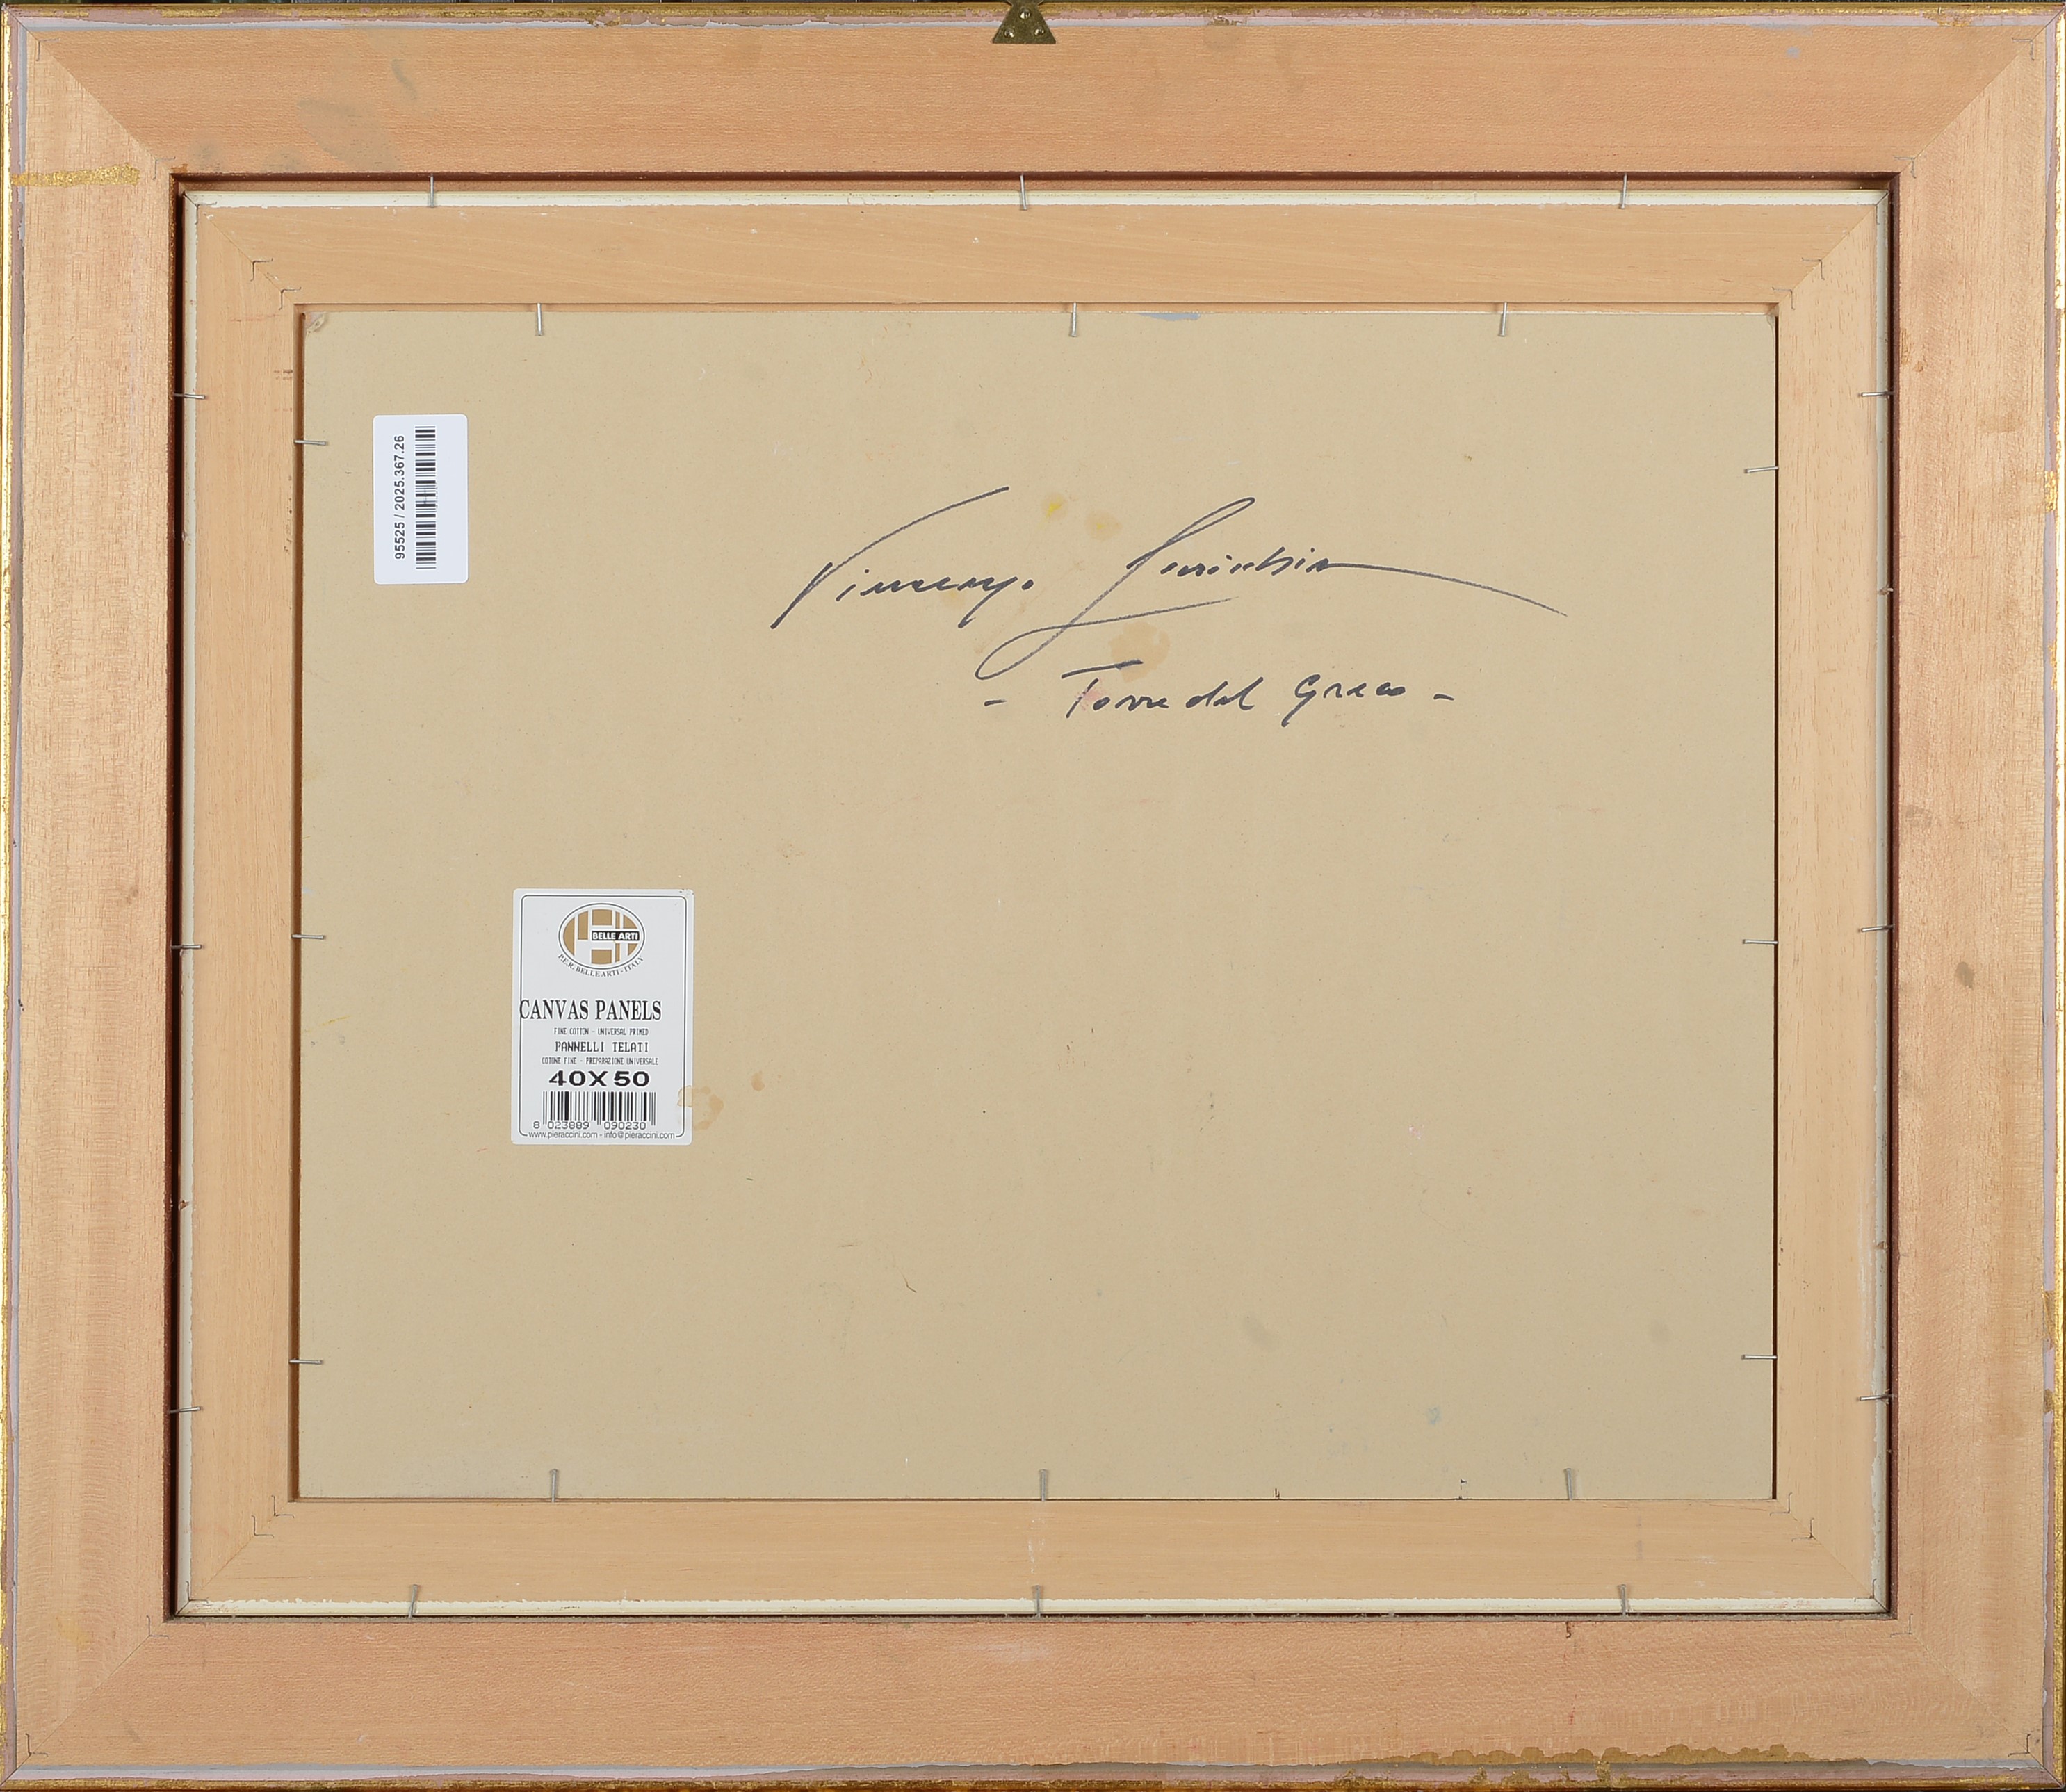 95525 / 2025.367.26
Vincenzo
- Torre del Greco -
BELLE ARTI
P.E.R. BELLE ARTI - ITALY
CANVAS PANELS
FINE COTTON - UNIVERSAL PRIMED
PANNELLI TELATI
COTONE FINE - PREPARAZIONE UNIVERSALE
40X50
8 023889 090230
www.pieraccini.com - info@pieraccini.com